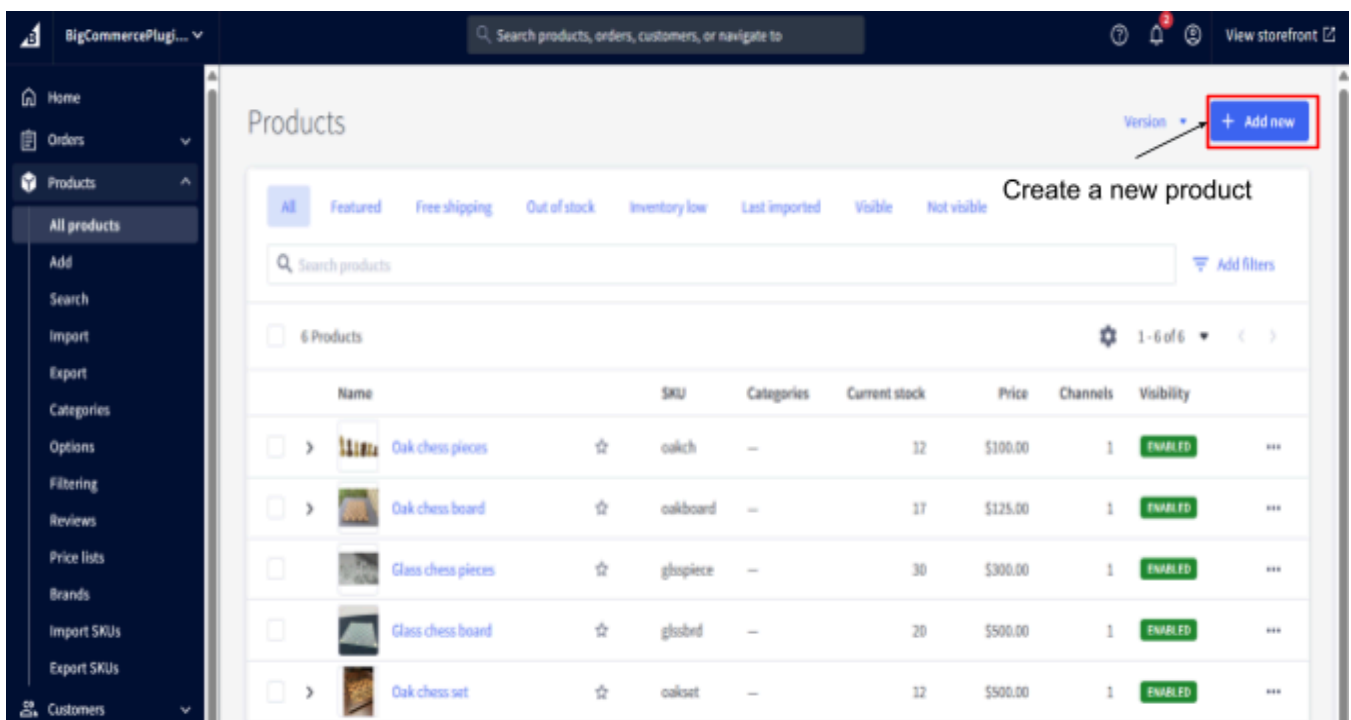 BigCommercePlugi...
Search products, orders, customers, or navigate to
2
View storefront
Home
Orders
Products
All products
Add
Search
Import
Export
Categories
Options
Filtering
Reviews
Price lists
Brands
Import SKUs
Export SKUs
Customers
Products
Version
+ Add new
Create a new product
All Featured Free shipping Out of stock Inventory low Last imported Visible Not visible
Search products
Add filters
6 Products
1 - 6 of 6
Name SKU Categories Current stock Price Channels Visibility
Oak chess pieces oakch — 12 $100.00 1 ENABLED ...
Oak chess board oakboard — 17 $125.00 1 ENABLED ...
Glass chess pieces glsspiece — 30 $300.00 1 ENABLED ...
Glass chess board glssbrd — 20 $500.00 1 ENABLED ...
Oak chess set oakset — 12 $500.00 1 ENABLED ...